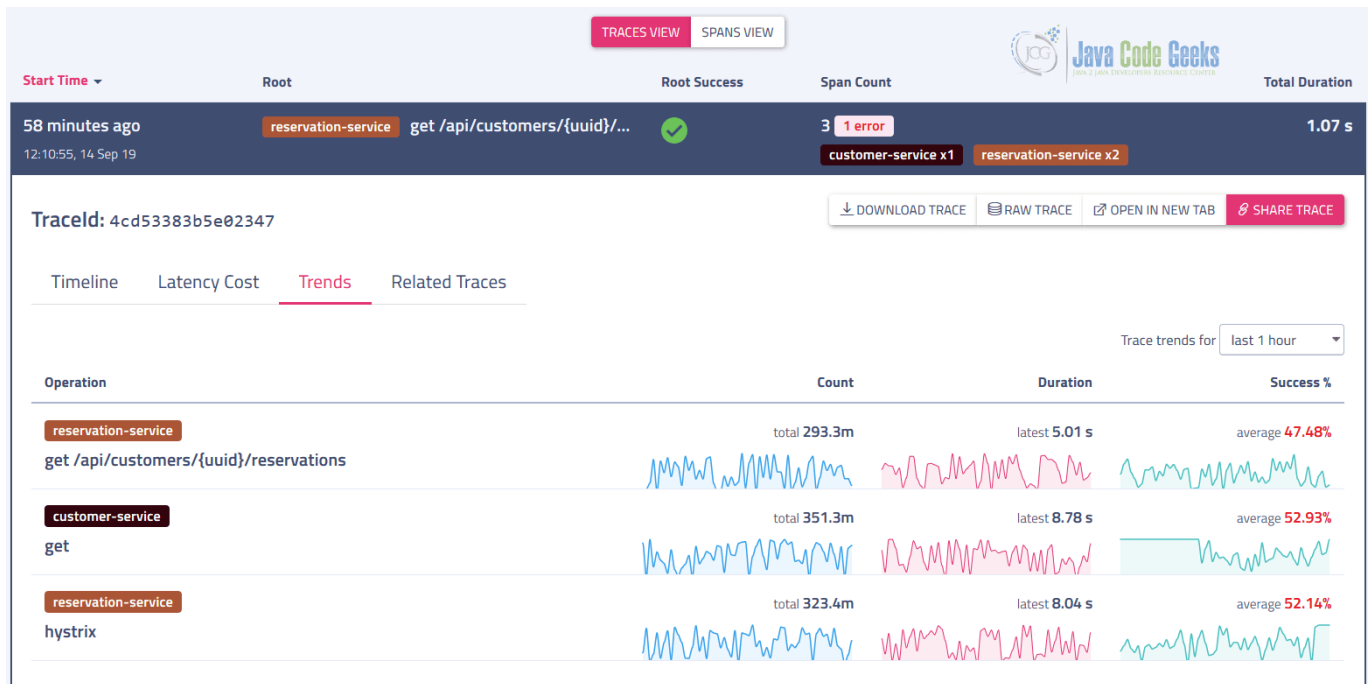 TRACES VIEW SPANS VIEW
JCG Java Code Geeks
JAVA 2 JAVA DEVELOPERS RESOURCE CENTER
Start Time Root Root Success Span Count Total Duration
58 minutes ago reservation-service get /api/customers/{uuid}/... 3 1 error 1.07 s
12:10:55, 14 Sep 19 customer-service x1 reservation-service x2
TraceId: 4cd53383b5e02347 DOWNLOAD TRACE RAW TRACE OPEN IN NEW TAB SHARE TRACE
Timeline Latency Cost Trends Related Traces
Trace trends for last 1 hour
Operation Count Duration Success %
reservation-service total 293.3m latest 5.01 s average 47.48%
get /api/customers/{uuid}/reservations
customer-service total 351.3m latest 8.78 s average 52.93%
get
reservation-service total 323.4m latest 8.04 s average 52.14%
hystrix